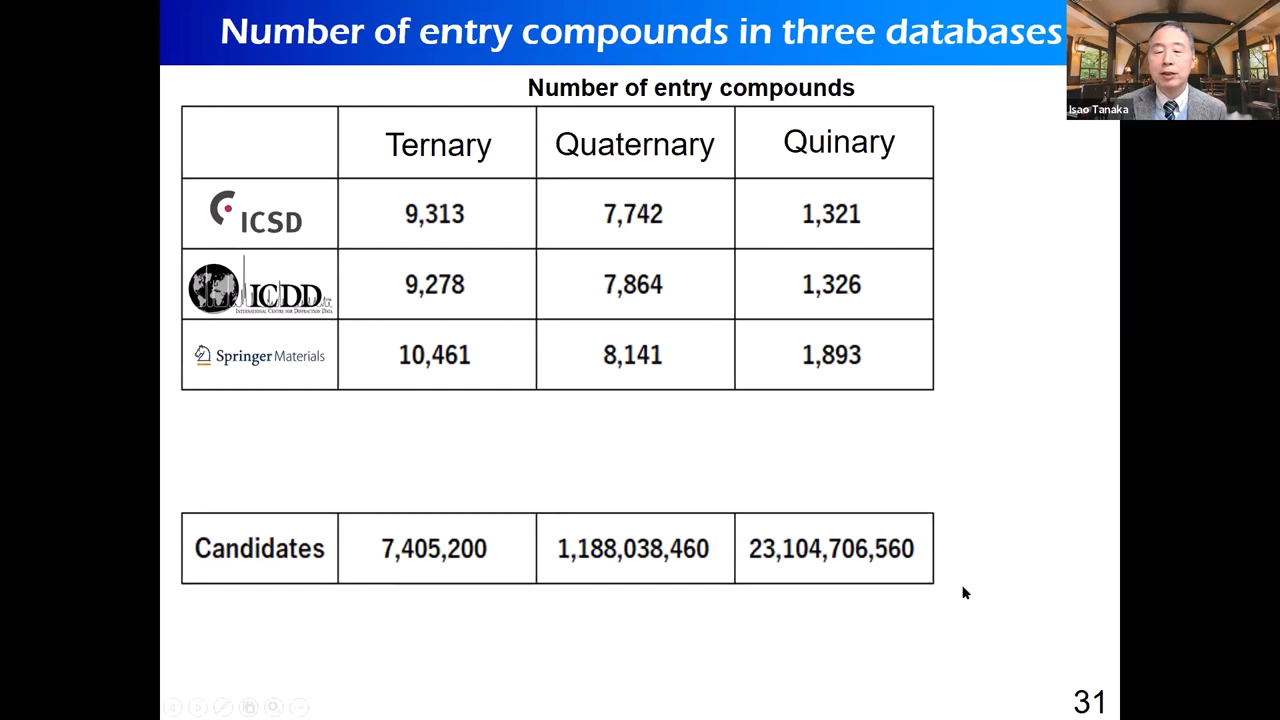 Number of entry compounds in three databases
Isao Tanaka
Number of entry compounds
Ternary Quaternary Quinary
ICSD 9,313 7,742 1,321
ICDD 9,278 7,864 1,326
INTERNATIONAL CENTRE FOR DIFFRACTION DATA
Springer Materials 10,461 8,141 1,893
Candidates 7,405,200 1,188,038,460 23,104,706,560
31